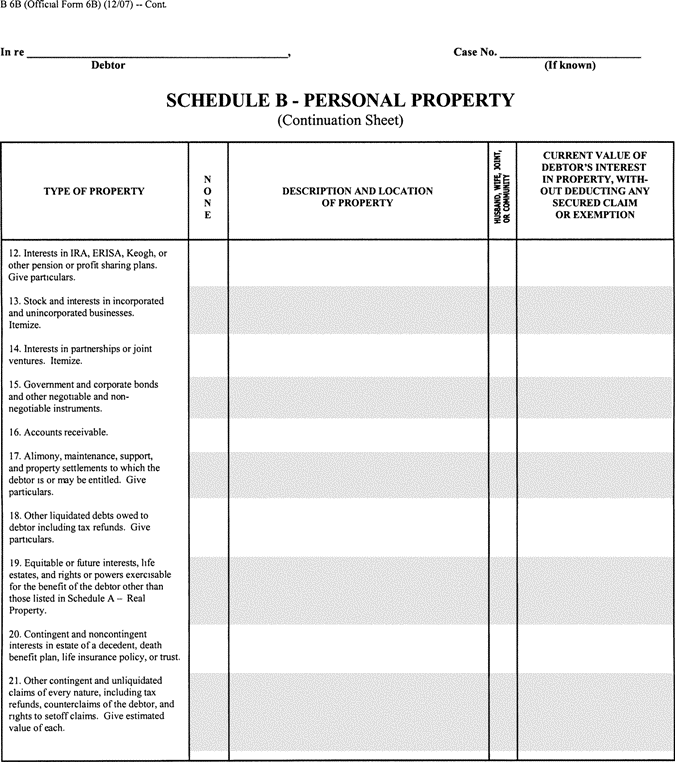 B 6B (Official Form 6B) (12/07) -- Cont.
In re ____________________________________________,
Case No. ________________________
Debtor
(If known)
SCHEDULE B - PERSONAL PROPERTY
(Continuation Sheet)
TYPE OF PROPERTY
N
O
N
E
DESCRIPTION AND LOCATION
OF PROPERTY
HUSBAND, WIFE, JOINT,
OR COMMUNITY
CURRENT VALUE OF
DEBTOR'S INTEREST
IN PROPERTY, WITH-
OUT DEDUCTING ANY
SECURED CLAIM
OR EXEMPTION
12. Interests in IRA, ERISA, Keogh, or
other pension or profit sharing plans.
Give particulars.
13. Stock and interests in incorporated
and unincorporated businesses.
Itemize.
14. Interests in partnerships or joint
ventures. Itemize.
15. Government and corporate bonds
and other negotiable and non-
negotiable instruments.
16. Accounts receivable.
17. Alimony, maintenance, support,
and property settlements to which the
debtor is or may be entitled. Give
particulars.
18. Other liquidated debts owed to
debtor including tax refunds. Give
particulars.
19. Equitable or future interests, life
estates, and rights or powers exercisable
for the benefit of the debtor other than
those listed in Schedule A – Real
Property.
20. Contingent and noncontingent
interests in estate of a decedent, death
benefit plan, life insurance policy, or trust.
21. Other contingent and unliquidated
claims of every nature, including tax
refunds, counterclaims of the debtor, and
rights to setoff claims. Give estimated
value of each.